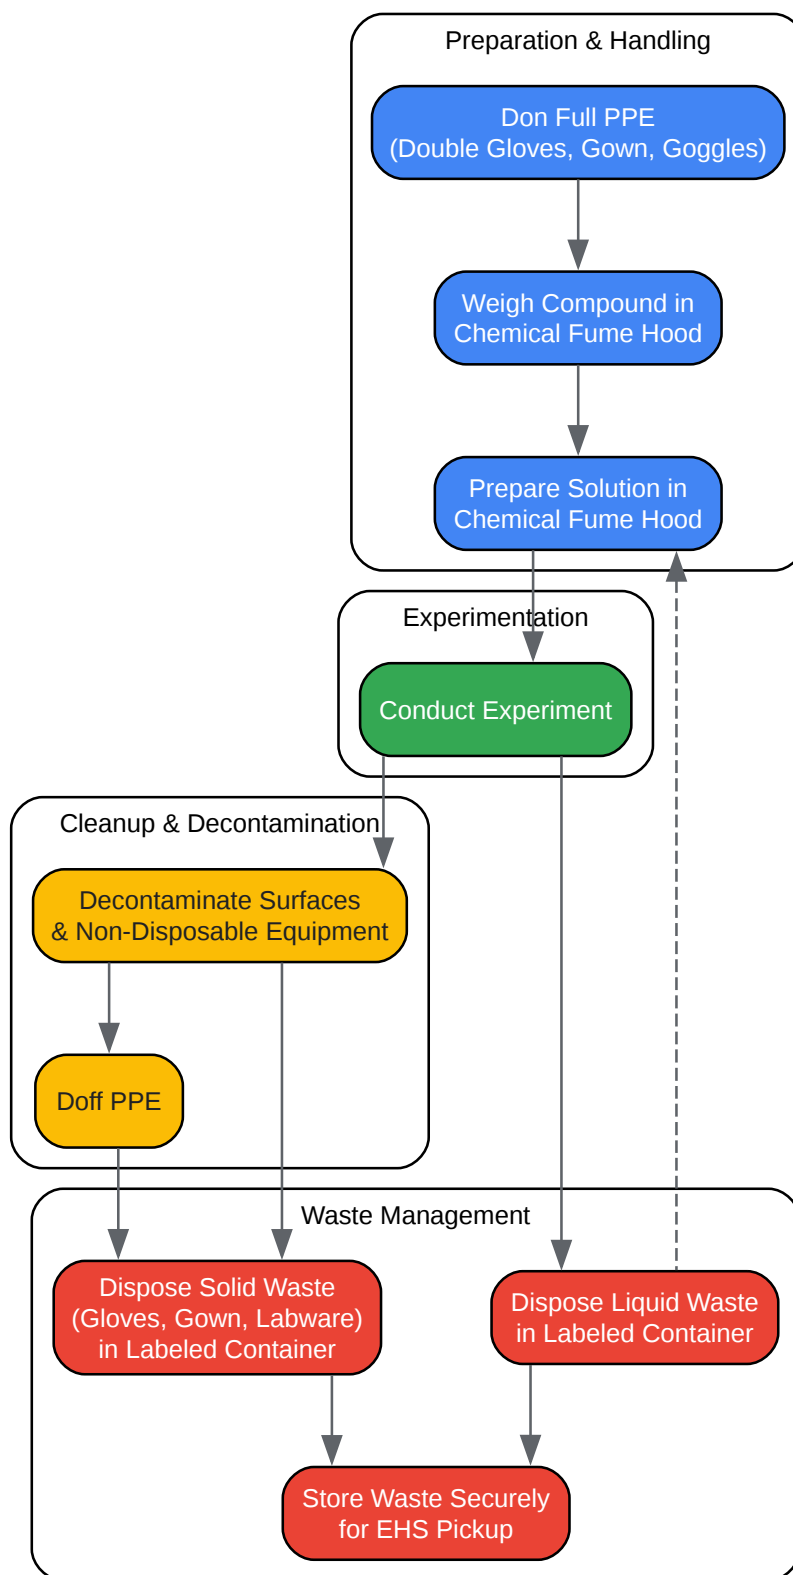 Preparation & Handling
Don Full PPE
(Double Gloves, Gown, Goggles)
Weigh Compound in
Chemical Fume Hood
Prepare Solution in
Chemical Fume Hood
Experimentation
Conduct Experiment
Cleanup & Decontamination
Decontaminate Surfaces
& Non-Disposable Equipment
Doff PPE
Waste Management
Dispose Solid Waste
(Gloves, Gown, Labware)
in Labeled Container
Dispose Liquid Waste
in Labeled Container
Store Waste Securely
for EHS Pickup